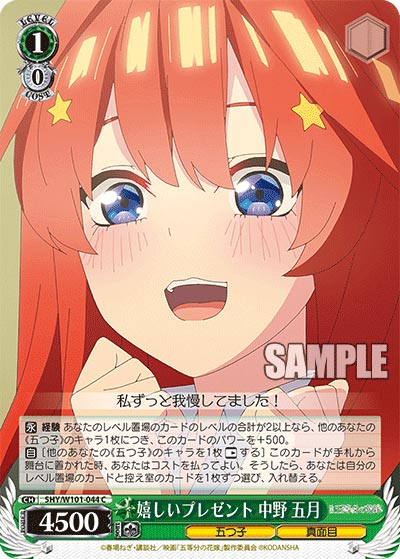 LEVEL
1
0
COST
SAMPLE
私ずっと我慢してました！
永 経験 あなたのレベル置場のカードのレベルの合計が2以上なら、他のあなたの
《五つ子》のキャラ1枚につき、このカードのパワーを+500。
自 [他のあなたの《五つ子》のキャラを1枚レストする] このカードが手札から
舞台に置かれた時、あなたはコストを払ってよい。そうしたら、あなたは自分の
レベル置場のカードと控え室のカードを1枚ずつ選び、入れ替える。
CH 5HY/W101-044 C
4500
嬉しいプレゼント 中野 五月
五つ子
真面目
©春場ねぎ・講談社／映画「五等分の花嫁」製作委員会 ©KODANSHA